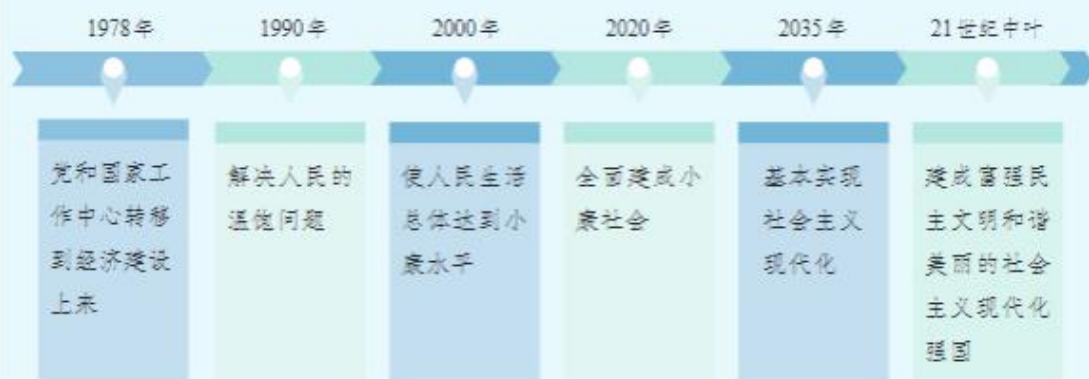 1978年 1990年 2000年 2020年 2035年 21世纪中叶
党和国家工
作中心转移
到经济建设
上来
解决人民的
温饱问题
使人民生活
总体达到小
康水平
全面建成小
康社会
基本实现
社会主义
现代化
建成富强民
主文明和谐
美丽的社会
主义现代化
强国